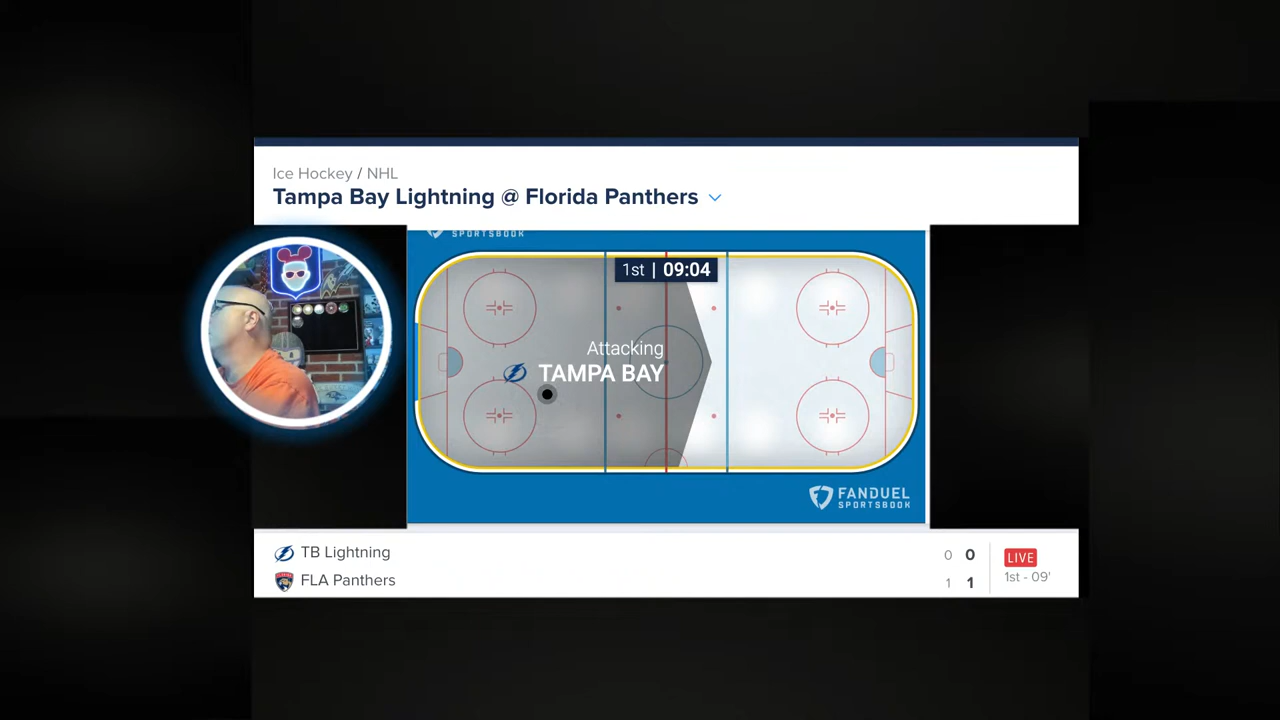 Ice Hockey / NHL
Tampa Bay Lightning @ Florida Panthers
SPORTSBOOK
1st | 09:04
Attacking
TAMPA BAY
FANDUEL
SPORTSBOOK
TB Lightning 0 0
FLA Panthers 1 1
LIVE
1st - 09'